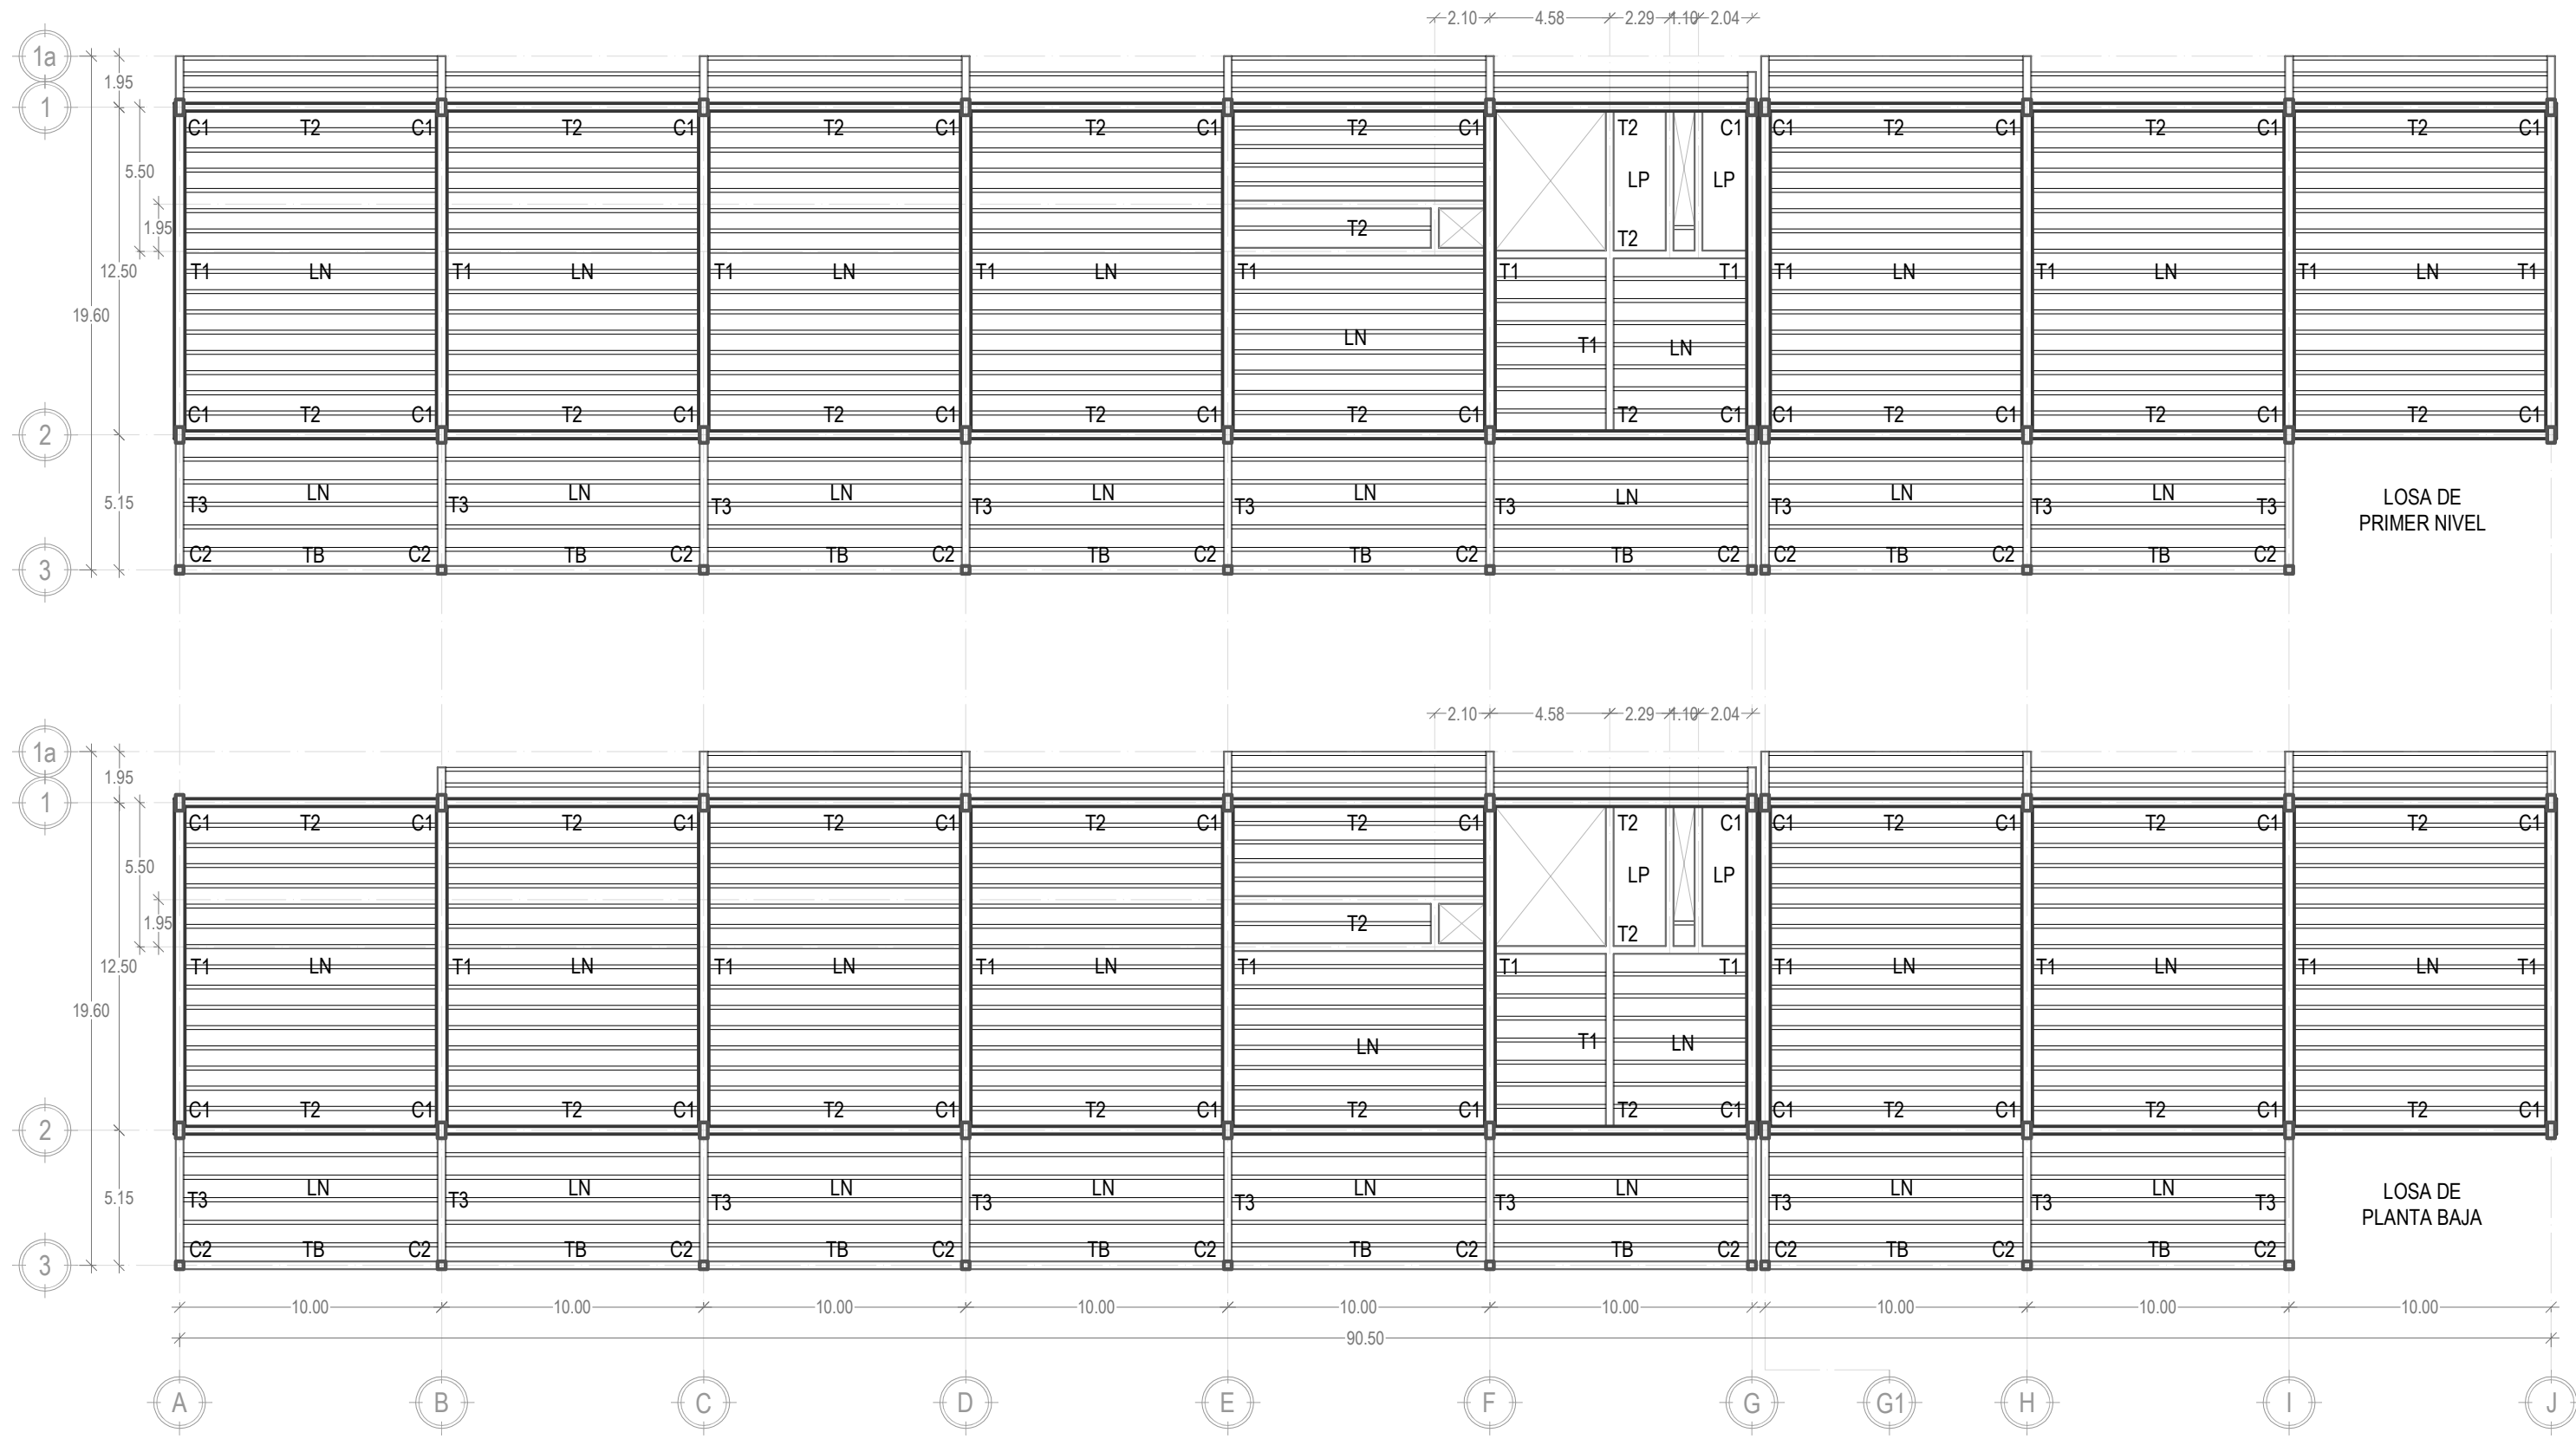 2.10 4.58 2.29 1.10 2.04
1a
1.95
1
C1 T2 C1 T2 C1 T2 C1 T2 C1 T2 C1 T2 C1 C1 T2 C1 T2 C1 T2 C1
5.50
LP LP
1.95
T2 T2
12.50
T1 LN T1 LN T1 LN T1 LN T1 T1 T1 T1 LN T1 LN T1 LN T1
19.60
LN T1 LN
C1 T2 C1 T2 C1 T2 C1 T2 C1 T2 C1 T2 C1 C1 T2 C1 T2 C1 T2 C1
2
5.15
LN LN LN LN LN LN LN LN
T3 T3 T3 T3 T3 T3 T3 T3 T3
LOSA DE
PRIMER NIVEL
C2 TB C2 TB C2 TB C2 TB C2 TB C2 TB C2 C2 TB C2 TB C2
3
2.10 4.58 2.29 1.10 2.04
1a
1.95
1
C1 T2 C1 T2 C1 T2 C1 T2 C1 T2 C1 T2 C1 C1 T2 C1 T2 C1 T2 C1
5.50
LP LP
1.95
T2 T2
12.50
T1 LN T1 LN T1 LN T1 LN T1 T1 T1 T1 LN T1 LN T1 LN T1
19.60
LN T1 LN
C1 T2 C1 T2 C1 T2 C1 T2 C1 T2 C1 T2 C1 C1 T2 C1 T2 C1 T2 C1
2
5.15
LN LN LN LN LN LN LN LN
T3 T3 T3 T3 T3 T3 T3 T3 T3
LOSA DE
PLANTA BAJA
C2 TB C2 TB C2 TB C2 TB C2 TB C2 TB C2 C2 TB C2 TB C2
3
10.00 10.00 10.00 10.00 10.00 10.00 10.00 10.00 10.00
90.50
A B C D E F G G1 H I J